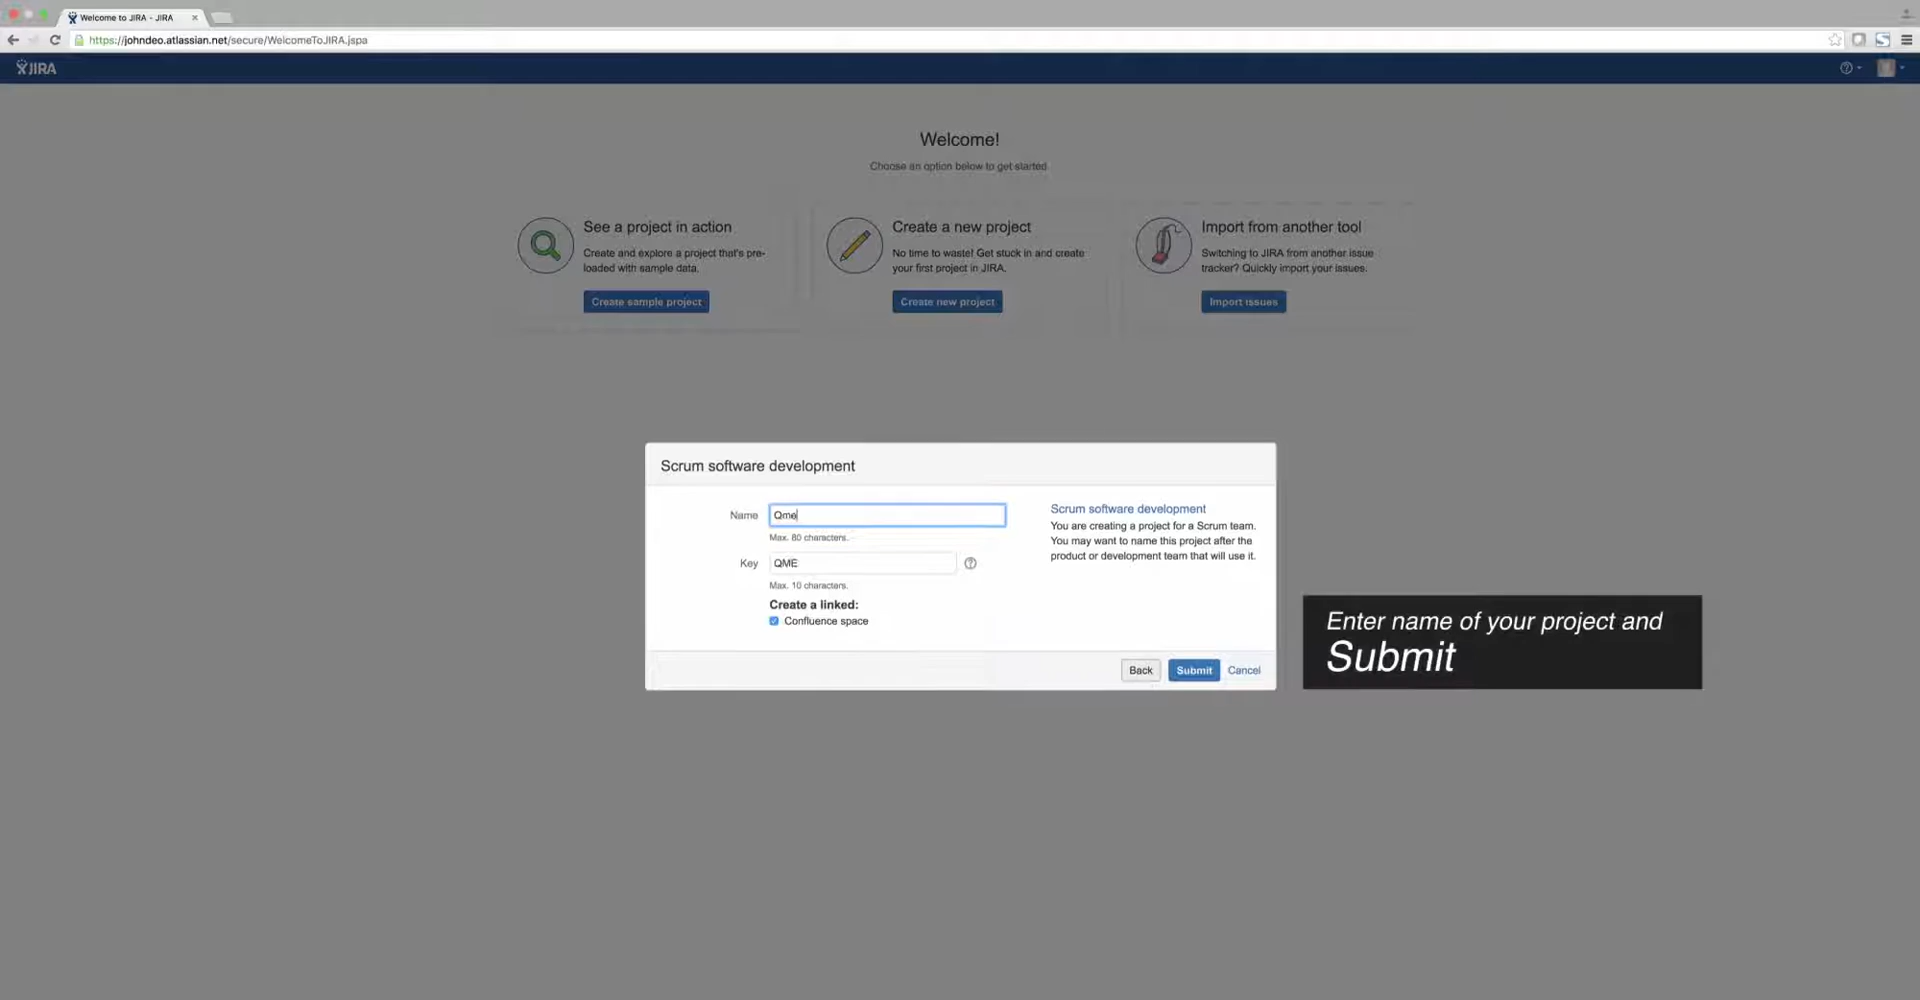 Welcome to JIRA - JIRA
https://johndeo.atlassian.net/secure/WelcomeToJIRA.jspa
JIRA
Welcome!
Choose an option below to get started
See a project in action
Create and explore a project that's pre-
loaded with sample data.
Create sample project
Create a new project
No time to waste! Get stuck in and create
your first project in JIRA.
Create new project
Import from another tool
Switching to JIRA from another issue
tracker? Quickly import your issues.
Import issues
Scrum software development
Name
Qme
Max. 80 characters.
Key
QME
Max. 10 characters.
Create a linked:
Confluence space
Scrum software development
You are creating a project for a Scrum team.
You may want to name this project after the
product or development team that will use it.
Back
Submit
Cancel
Enter name of your project and
Submit